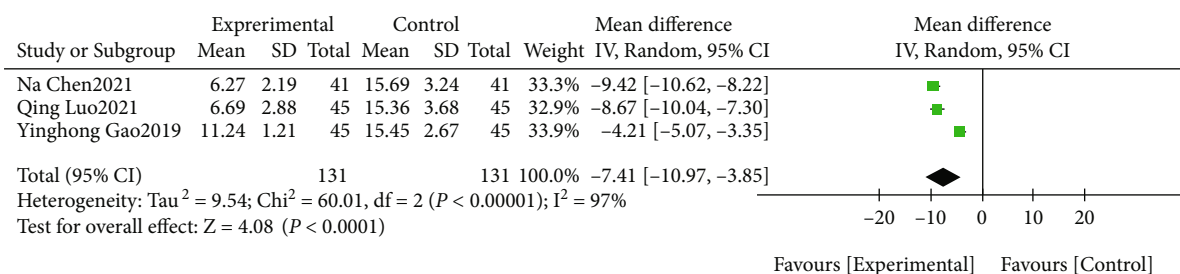 Exprerimental Control Mean difference Mean difference
Study or Subgroup Mean SD Total Mean SD Total Weight IV, Random, 95% CI IV, Random, 95% CI
Na Chen2021 6.27 2.19 41 15.69 3.24 41 33.3% –9.42 [–10.62, –8.22]
Qing Luo2021 6.69 2.88 45 15.36 3.68 45 32.9% –8.67 [–10.04, –7.30]
Yinghong Gao2019 11.24 1.21 45 15.45 2.67 45 33.9% –4.21 [–5.07, –3.35]
Total (95% CI) 131 131 100.0% –7.41 [–10.97, –3.85]
Heterogeneity: Tau² = 9.54; Chi² = 60.01, df = 2 (P < 0.00001); I² = 97%
–20 –10 0 10 20
Test for overall effect: Z = 4.08 (P < 0.0001)
Favours [Experimental] Favours [Control]